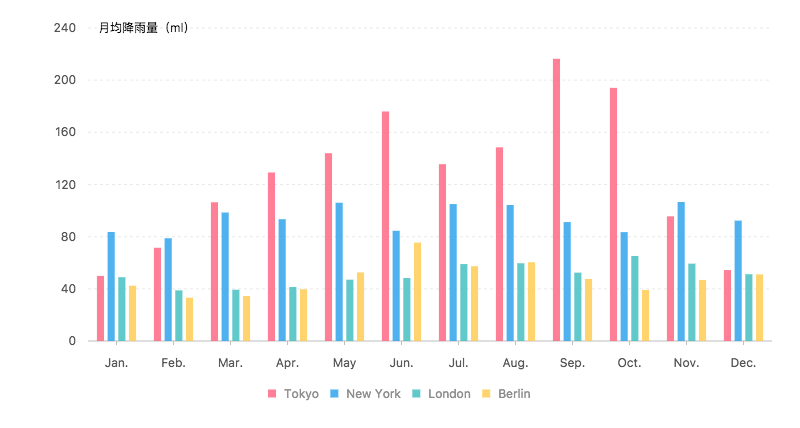 月均降雨量（ml）
240
200
160
120
80
40
0
Jan. Feb. Mar. Apr. May Jun. Jul. Aug. Sep. Oct. Nov. Dec.
Tokyo New York London Berlin